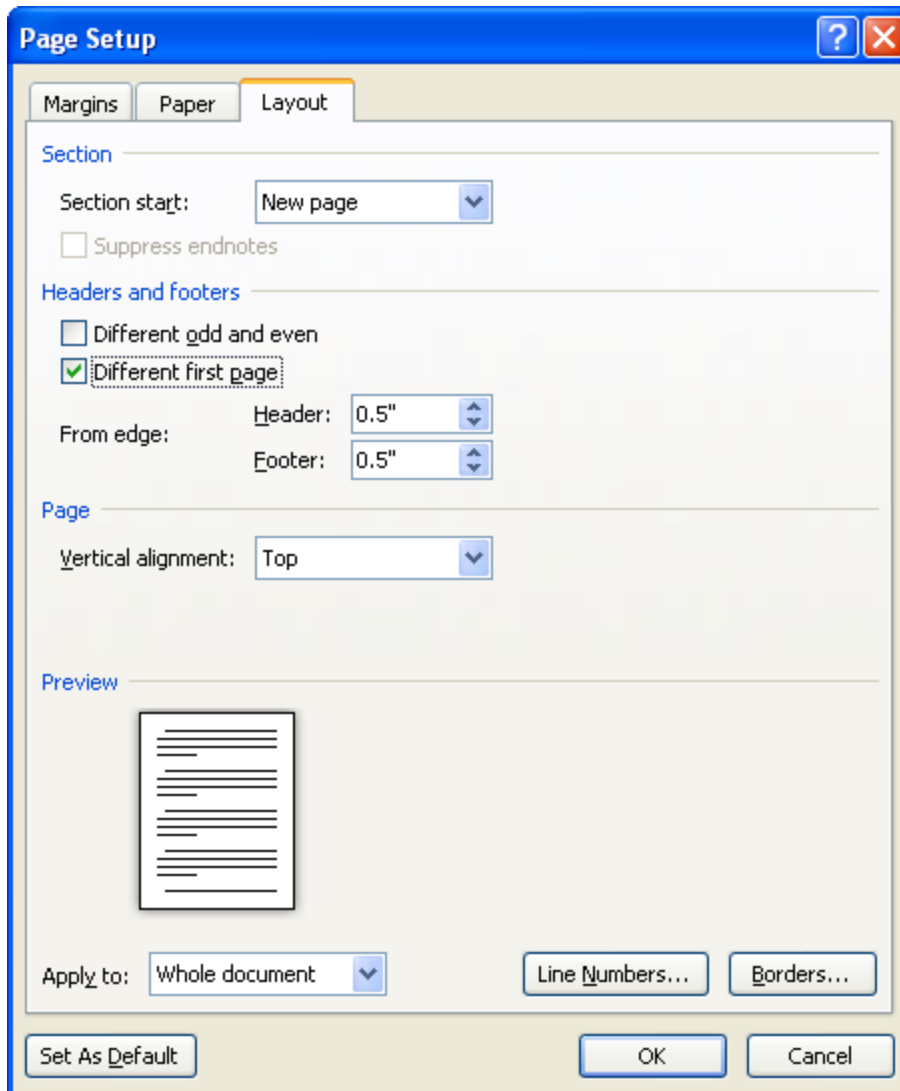 Page Setup
Margins Paper Layout
Section
Section start: New page
Suppress endnotes
Headers and footers
Different odd and even
Different first page
Header: 0.5"
From edge:
Footer: 0.5"
Page
Vertical alignment: Top
Preview
Apply to: Whole document Line Numbers... Borders...
Set As Default OK Cancel